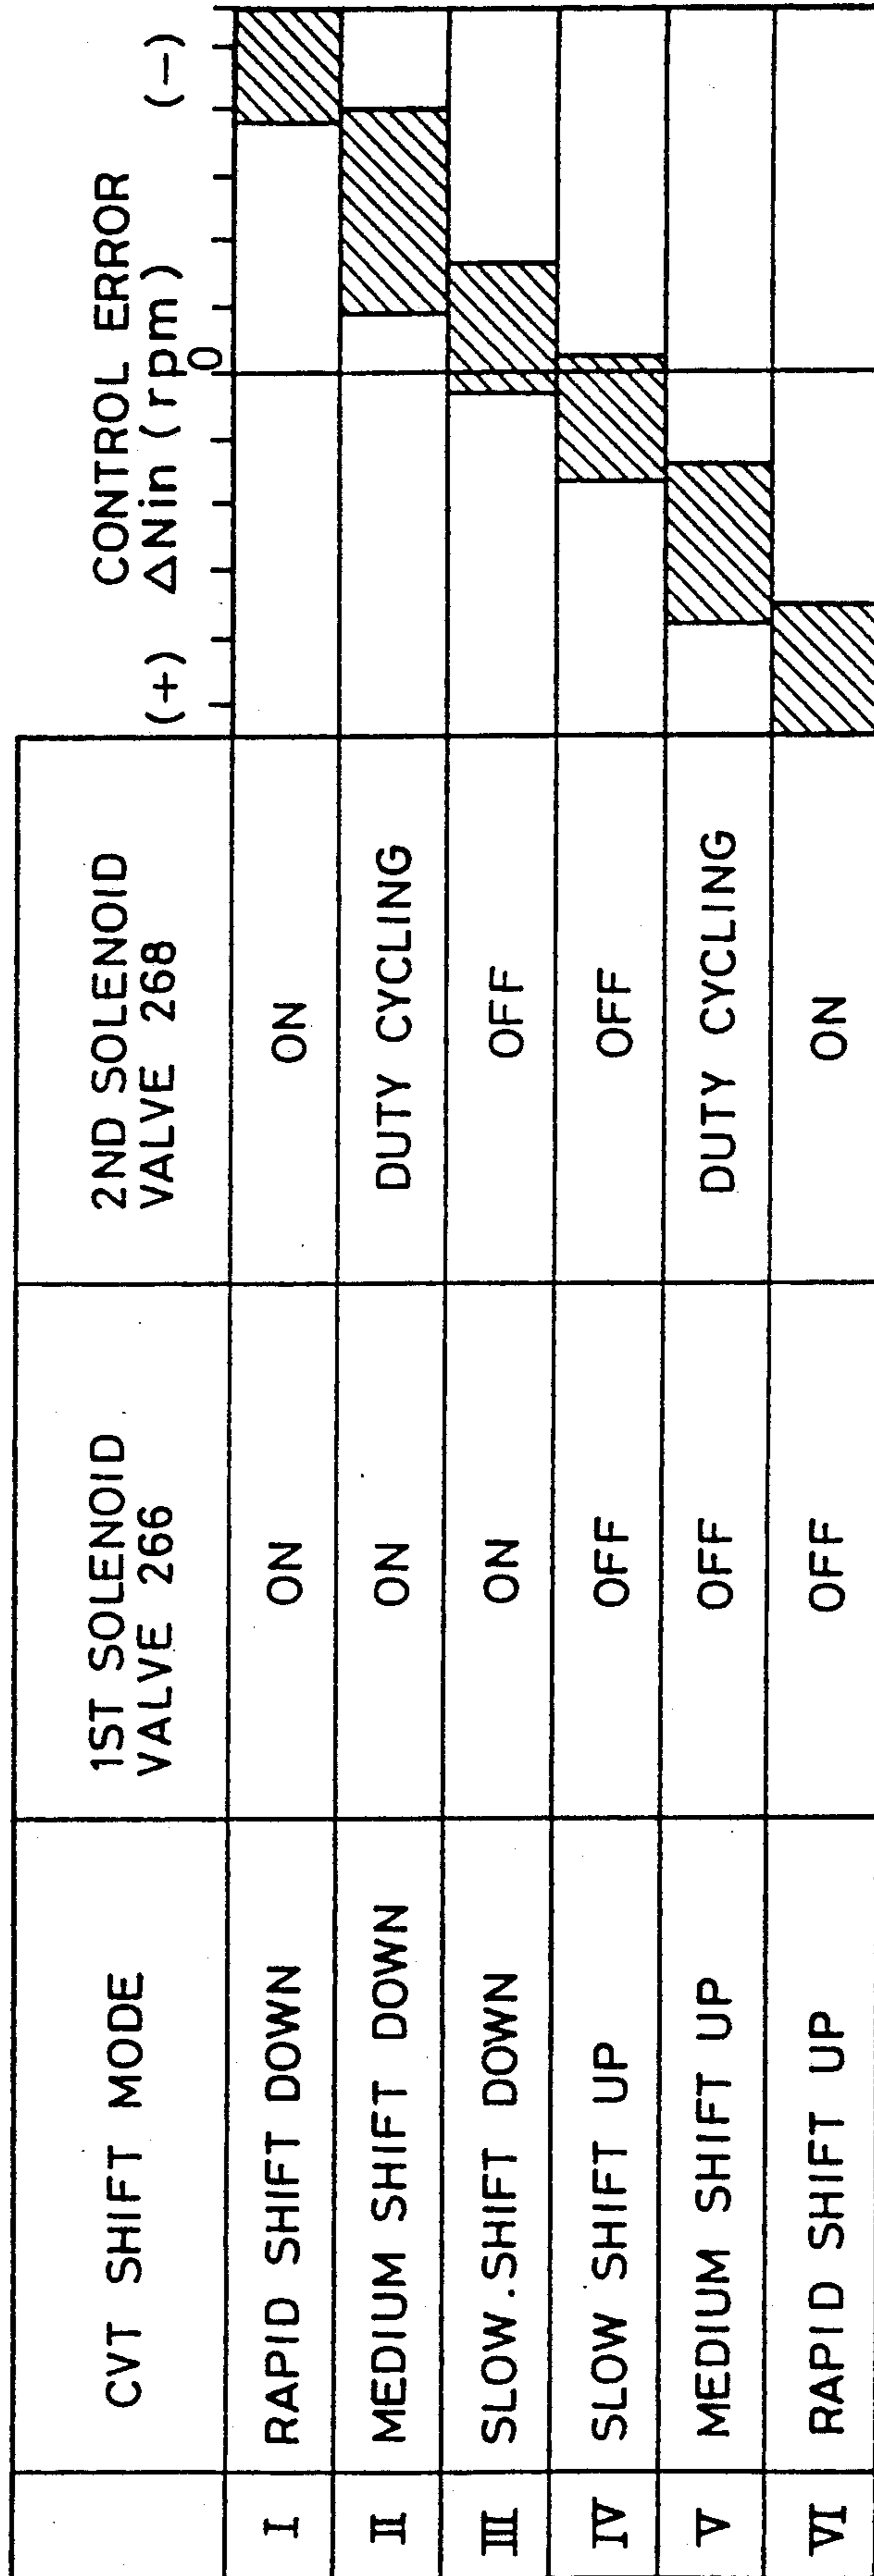 CVT SHIFT MODE
1ST SOLENOID
VALVE 266
2ND SOLENOID
VALVE 268
CONTROL ERROR
(+) ΔNin (rpm) (−)
0
I RAPID SHIFT DOWN ON ON
II MEDIUM SHIFT DOWN ON DUTY CYCLING
III SLOW.SHIFT DOWN ON OFF
IV SLOW SHIFT UP OFF OFF
V MEDIUM SHIFT UP OFF DUTY CYCLING
VI RAPID SHIFT UP OFF ON